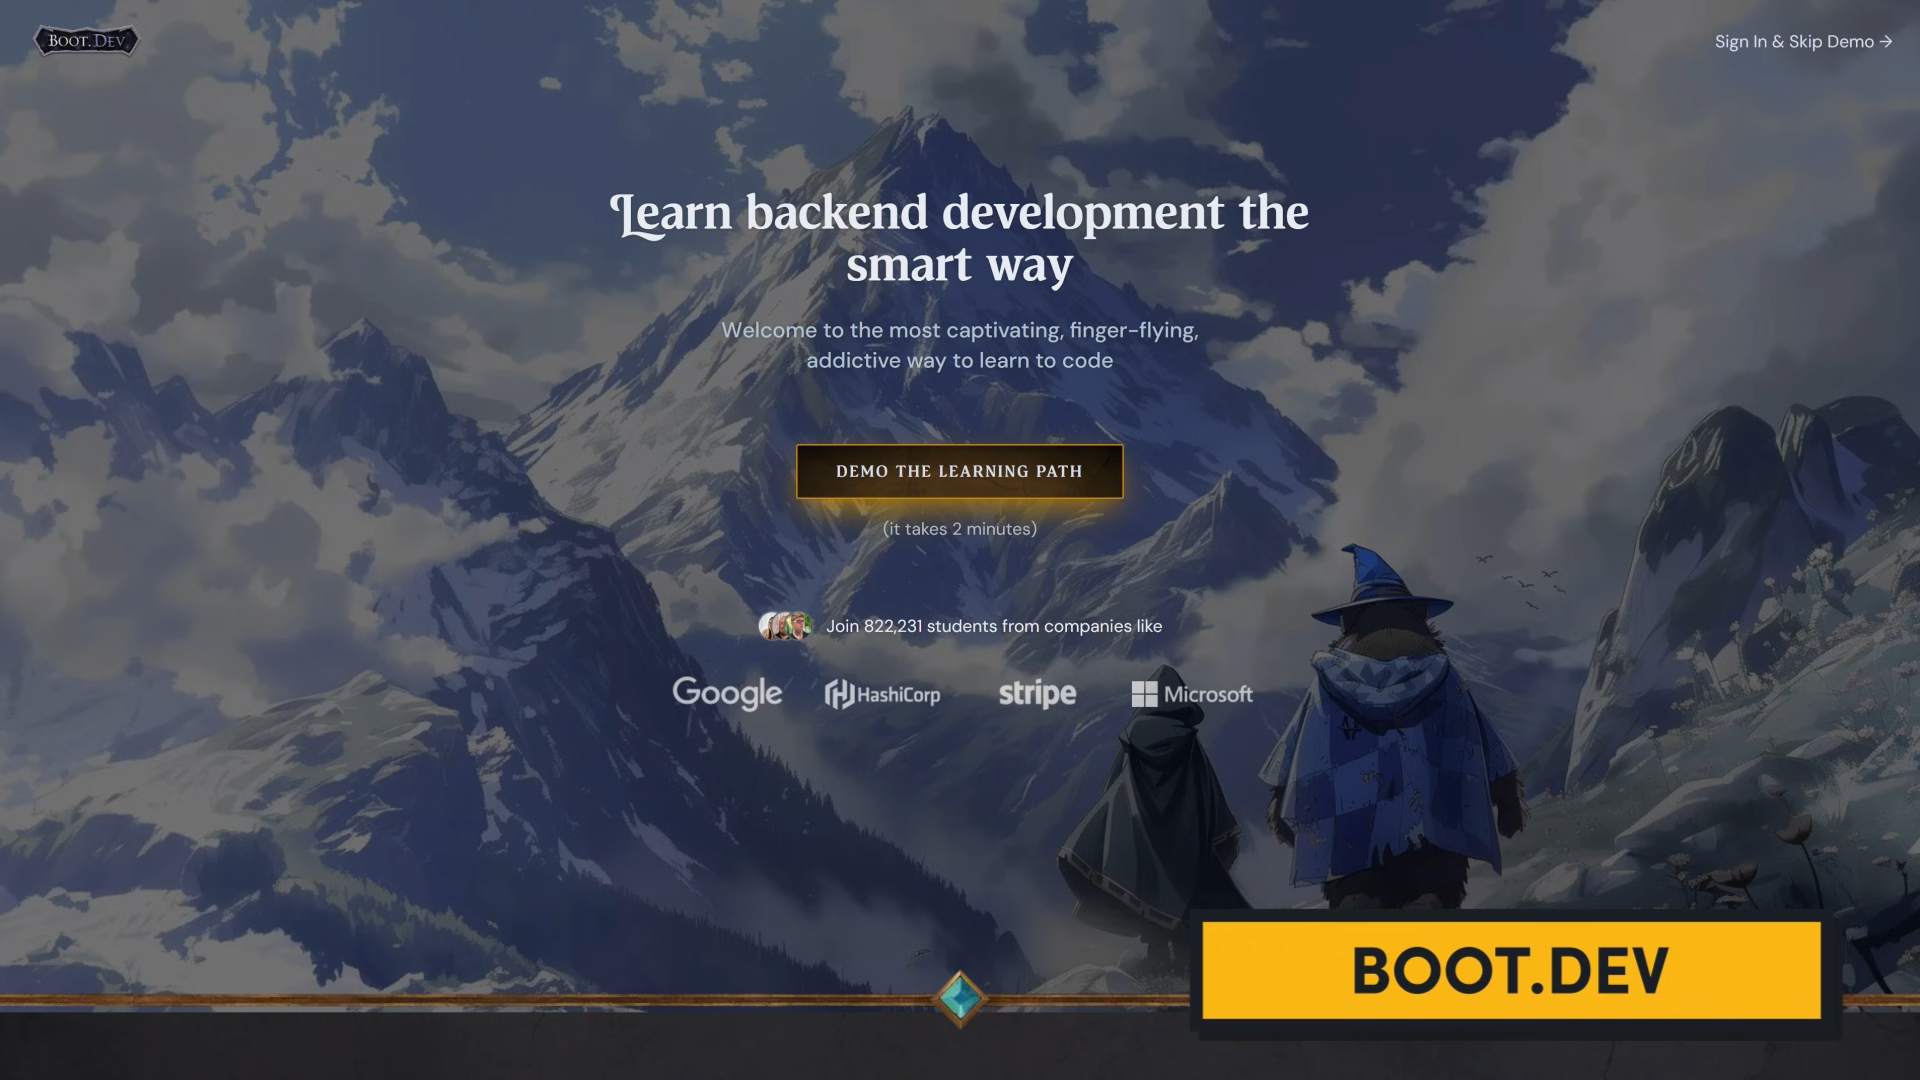 BOOT.DEV
Sign In & Skip Demo →
Learn backend development the
smart way
Welcome to the most captivating, finger-flying,
addictive way to learn to code
DEMO THE LEARNING PATH
(it takes 2 minutes)
Join 822,231 students from companies like
Google HashiCorp stripe Microsoft
BOOT.DEV